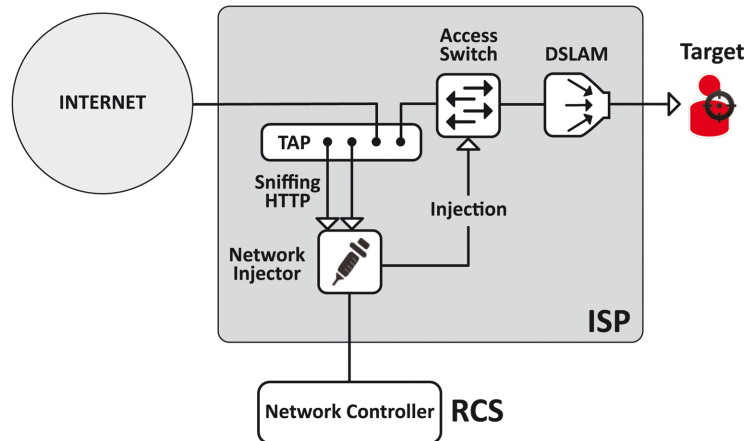 INTERNET
Access
Switch
DSLAM
Target
TAP
Sniffing
HTTP
Injection
Network
Injector
ISP
Network Controller
RCS